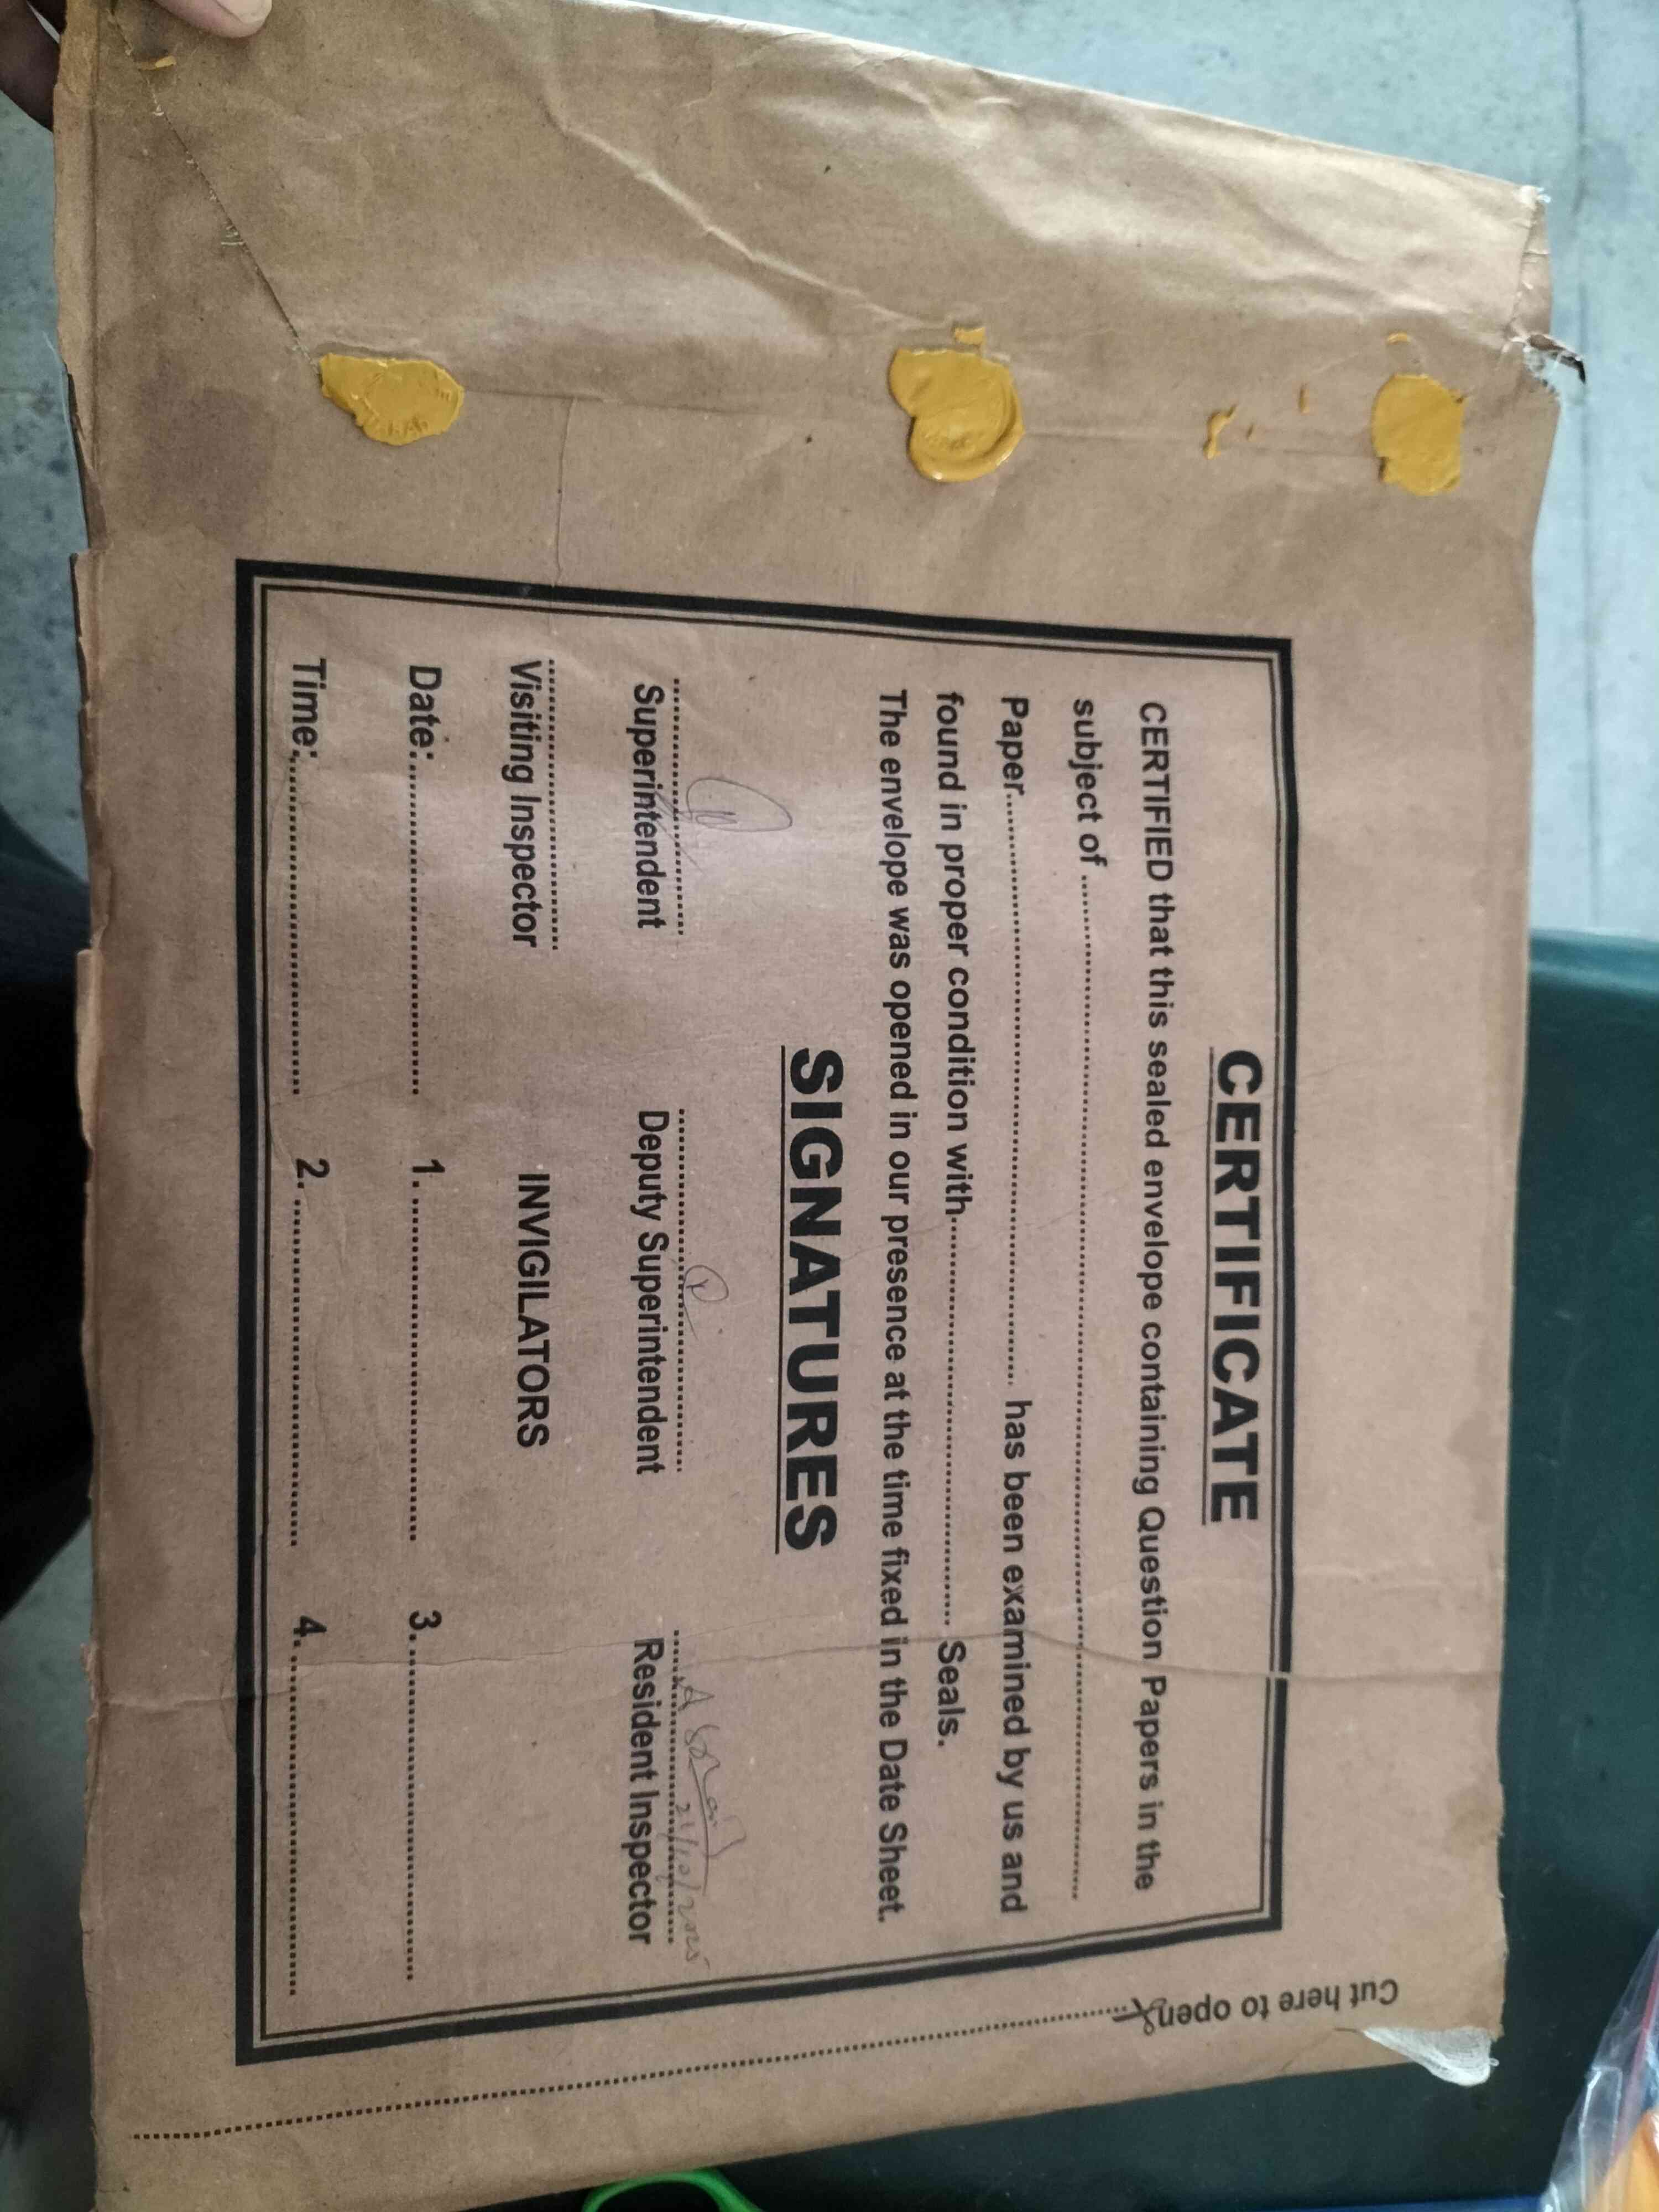 CERTIFICATE
CERTIFIED that this sealed envelope containing Question Papers in the
subject of ................................................
Paper................................ has been examined by us and
found in proper condition with................................ Seals.
The envelope was opened in our presence at the time fixed in the Date Sheet.
SIGNATURES
21/10/2025
Superintendent Deputy Superintendent Resident Inspector
Visiting Inspector INVIGILATORS
Date:................................ 1. ................................ 3. ................................
Time:................................ 2. ................................ 4. ................................
Cut here to open